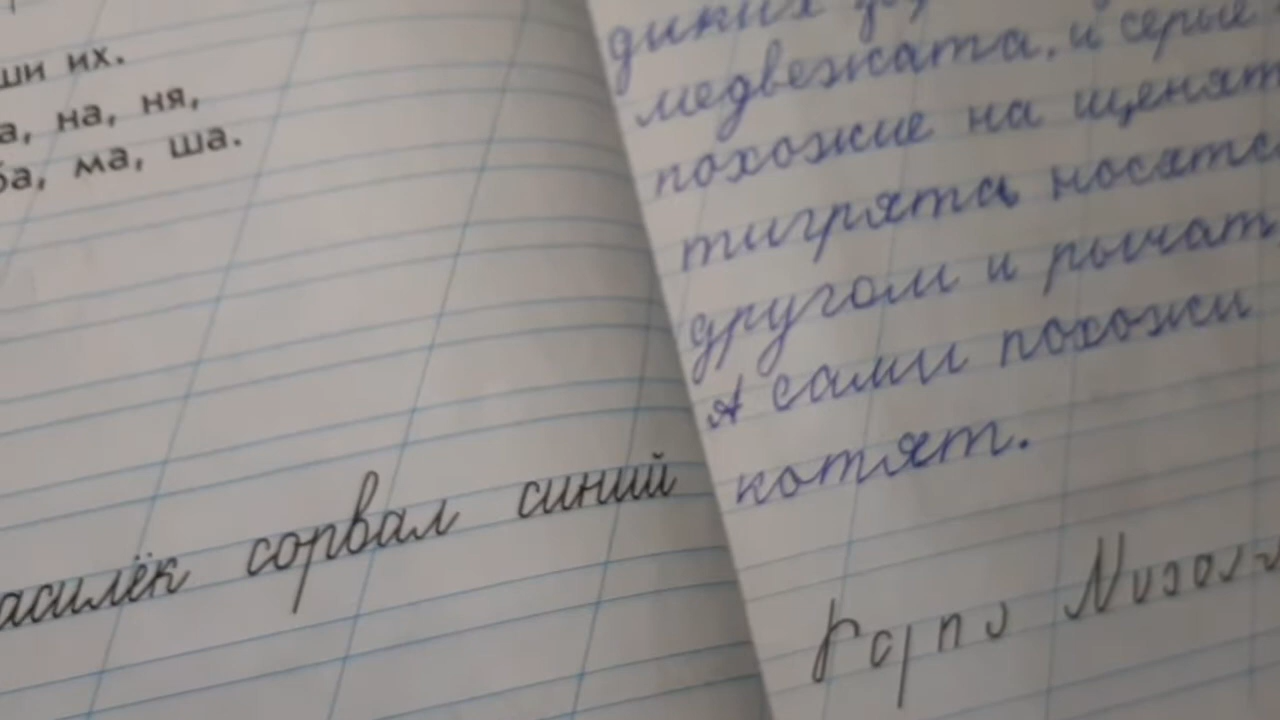 ши их.
а, на, ня,
ба, ма, ша.
асилёк сорвал синий
диких
медвежата, и серые
похожие на щенят
тигрята носятся
другом и рычат
А сами похожи
котят.